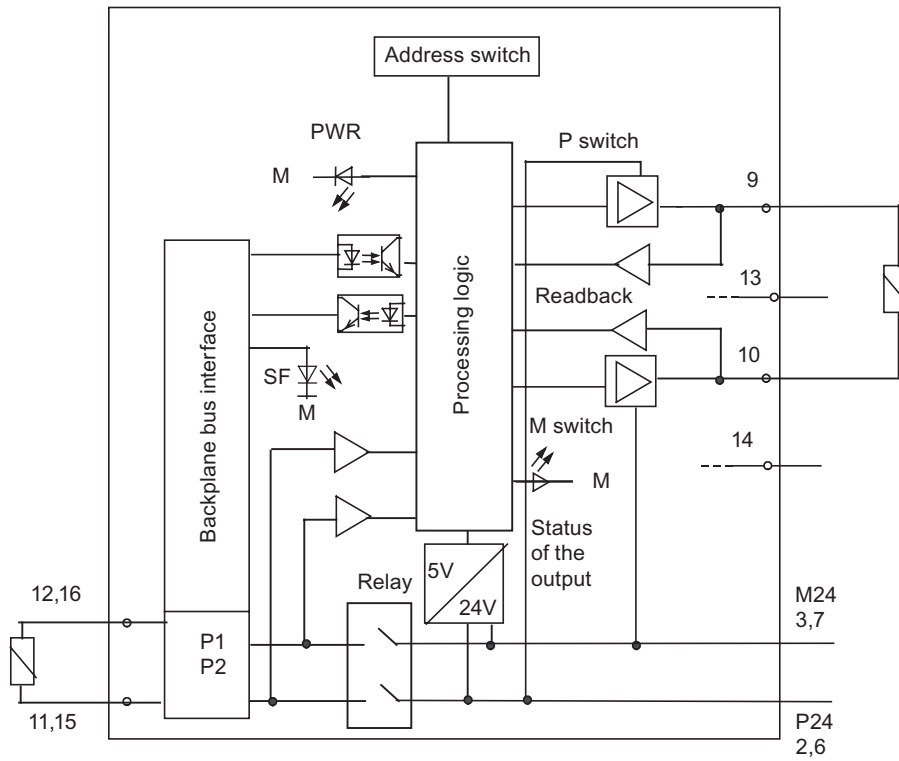 Address switch
PWR
M
P switch
9
Readback
13
10
Processing logic
Backplane bus interface
SF
M
M switch
M
14
Status
of the
output
5V
24V
Relay
12,16
P1
P2
11,15
M24
3,7
P24
2,6